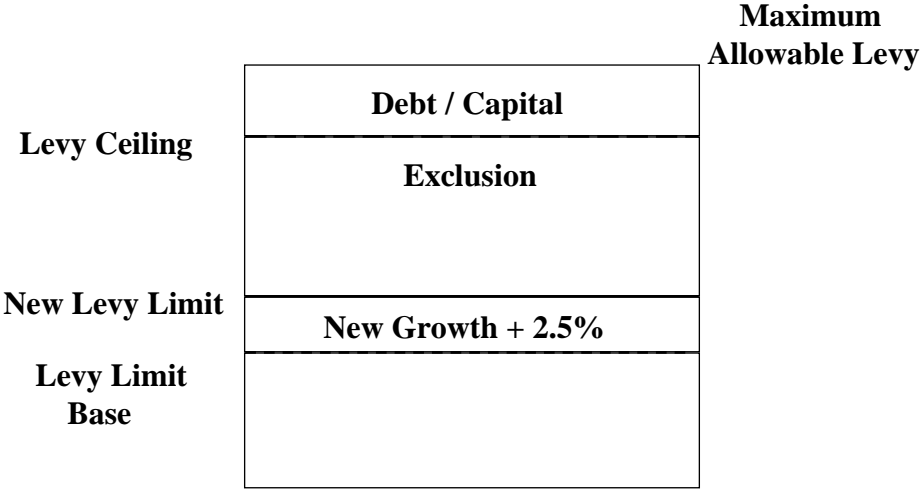 Maximum
Allowable Levy
Debt / Capital
Levy Ceiling
Exclusion
New Levy Limit
New Growth + 2.5%
Levy Limit
Base